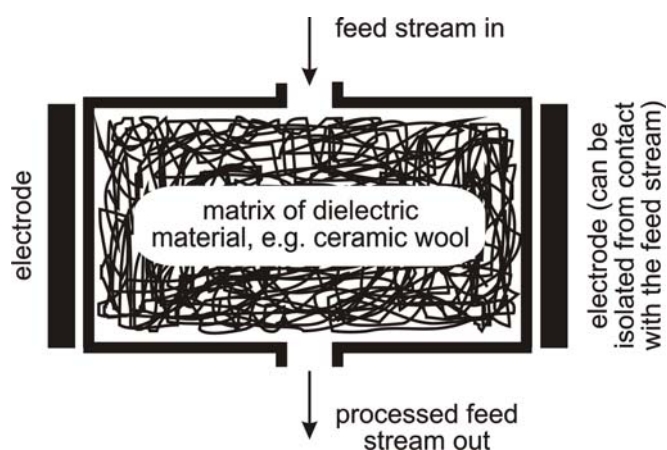 feed stream in
electrode
matrix of dielectric
material, e.g. ceramic wool
electrode (can be
isolated from contact
with the feed stream)
processed feed
stream out